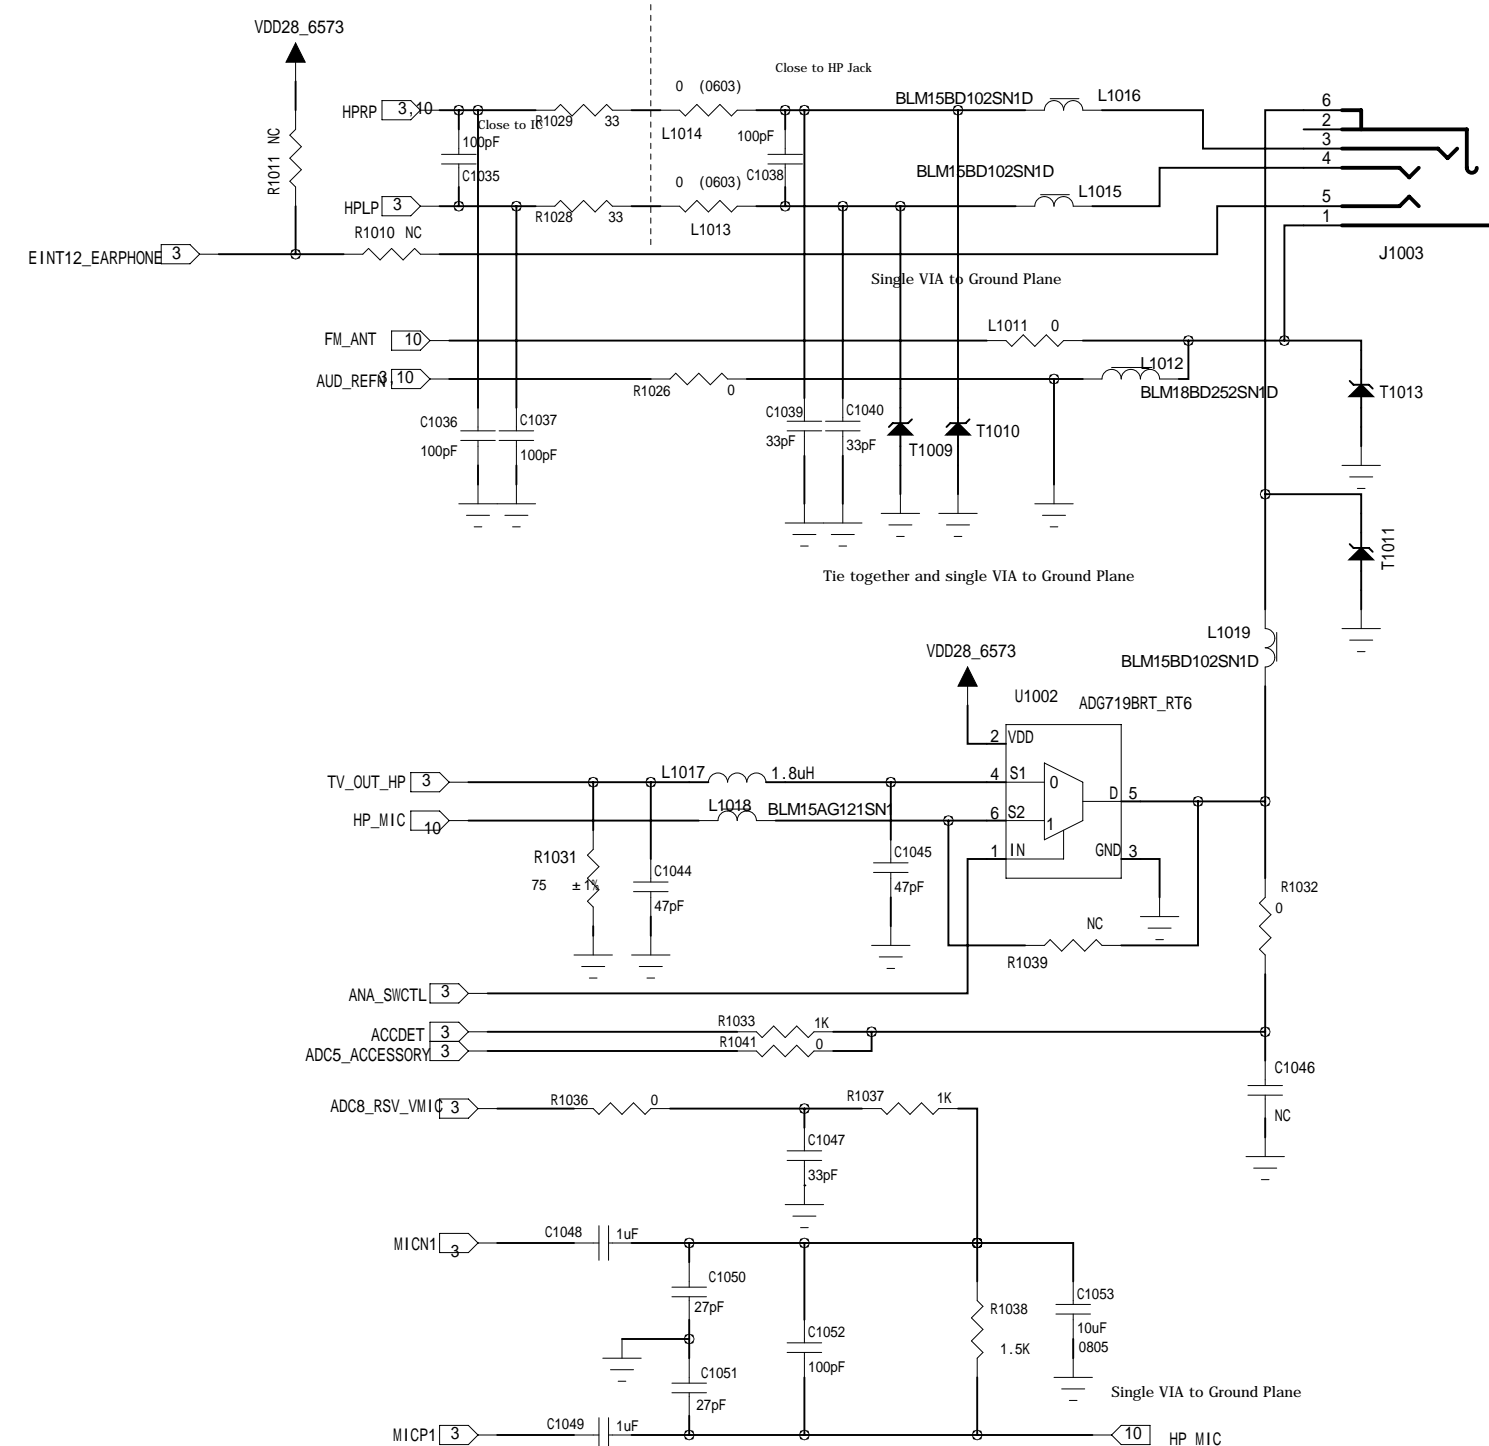 VDD28_6573
Close to HP Jack
0 (0603)
BLM15BD102SN1D
L1016
6
HPRP 3,10
2
Close to IC
R1029
33
L1014
100pF
3
R1011 NC
100pF
C1035
C1038
4
BLM15BD102SN1D
0 (0603)
L1015
5
HPLP 3
R1028
33
L1013
1
R1010 NC
EINT12_EARPHONE 3
J1003
Single VIA to Ground Plane
L1011 0
FM_ANT 10
L1012
AUD_REFN 3,10
R1026
0
BLM18BD252SN1D
T1013
C1036
100pF
C1037
100pF
C1039
33pF
C1040
33pF
T1009
T1010
T1011
Tie together and single VIA to Ground Plane
L1019
BLM15BD102SN1D
VDD28_6573
U1002
ADG719BRT_RT6
2 VDD
TV_OUT_HP 3
L1017
1.8uH
4 S1
0
D 5
HP_MIC 10
L1018
BLM15AG121SN1
6 S2
1
1 IN
GND 3
R1031
75 ±1%
C1044
47pF
C1045
47pF
R1032
0
NC
R1039
ANA_SWCTL 3
ACCDET 3
R1033
1K
ADC5_ACCESSORY 3
R1041
0
C1046
NC
ADC8_RSV_VMIC 3
R1036
0
R1037
1K
C1047
33pF
MICN1 3
C1048
1uF
C1050
27pF
C1053
10uF
0805
R1038
1.5K
C1052
100pF
C1051
27pF
Single VIA to Ground Plane
MICP1 3
C1049
1uF
10 HP MIC